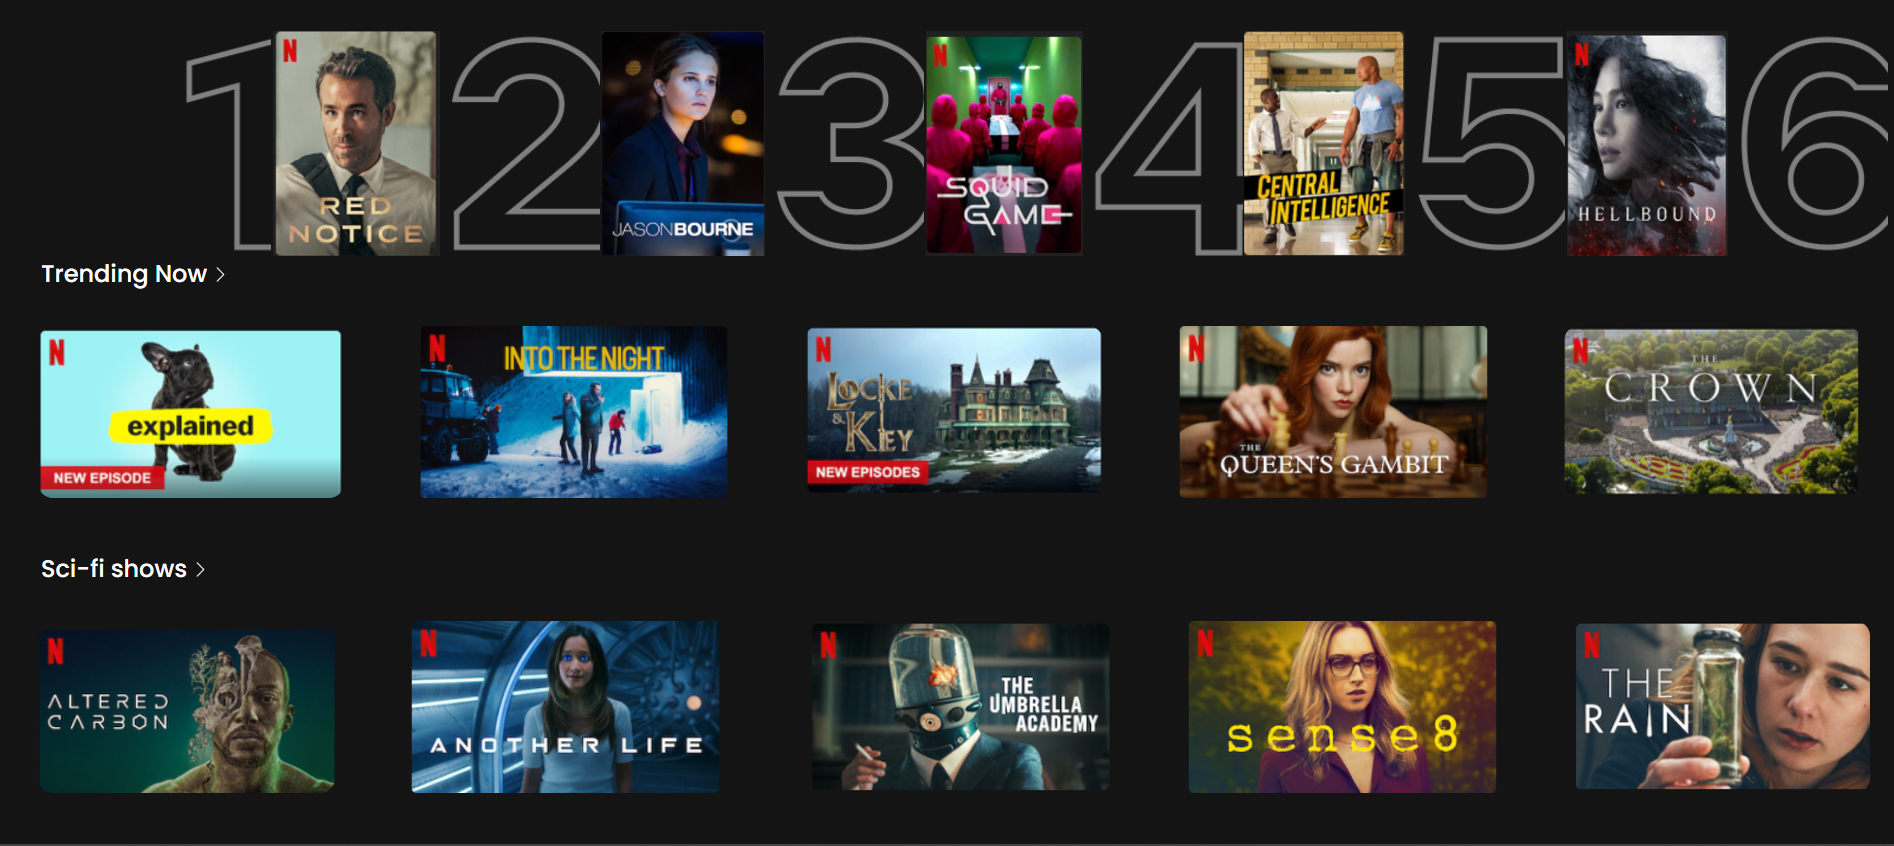 1
N
RED
NOTICE
2
JASONBOURNE
3
N
SQUID
GAME
4
CENTRAL
INTELLIGENCE
5
N
HELLBOUND
6
Trending Now >
N
explained
NEW EPISODE
N
INTO THE NIGHT
N
LOCKE
& KEY
NEW EPISODES
N
THE
QUEEN'S GAMBIT
N
THE
CROWN
Sci-fi shows >
N
ALTERED
CARBON
N
ANOTHER LIFE
N
THE
UMBRELLA
ACADEMY
N
sense8
N
THE
RAIN